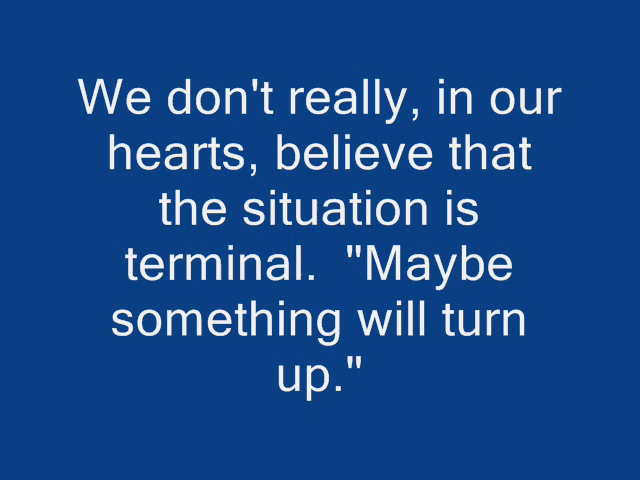 We don't really, in our
hearts, believe that
the situation is
terminal.  "Maybe
something will turn
up."